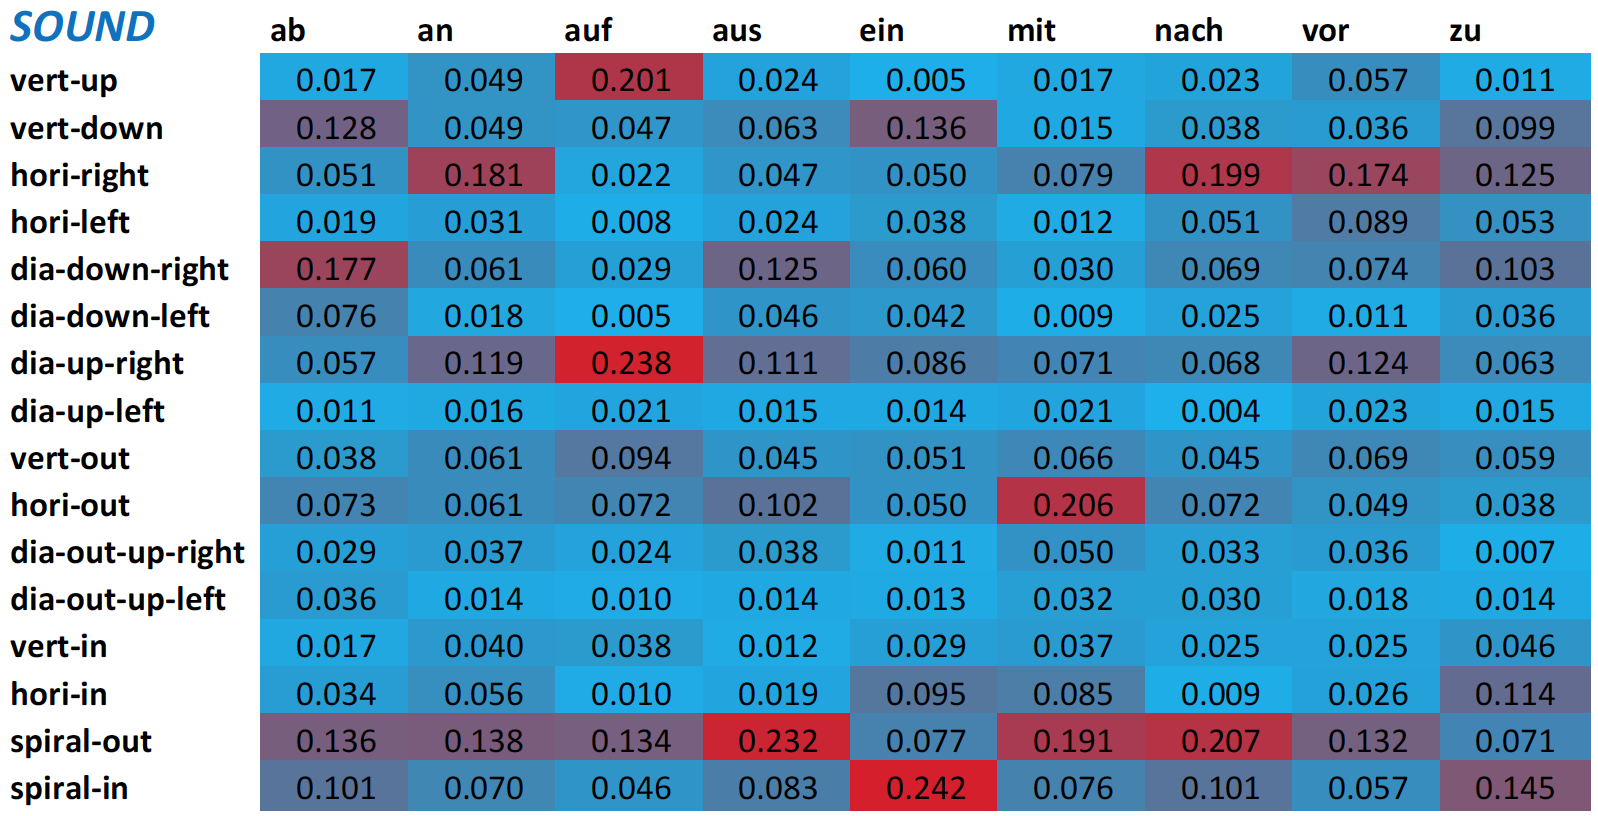 SOUND ab an auf aus ein mit nach vor zu
vert-up 0.017 0.049 0.201 0.024 0.005 0.017 0.023 0.057 0.011
vert-down 0.128 0.049 0.047 0.063 0.136 0.015 0.038 0.036 0.099
hori-right 0.051 0.181 0.022 0.047 0.050 0.079 0.199 0.174 0.125
hori-left 0.019 0.031 0.008 0.024 0.038 0.012 0.051 0.089 0.053
dia-down-right 0.177 0.061 0.029 0.125 0.060 0.030 0.069 0.074 0.103
dia-down-left 0.076 0.018 0.005 0.046 0.042 0.009 0.025 0.011 0.036
dia-up-right 0.057 0.119 0.238 0.111 0.086 0.071 0.068 0.124 0.063
dia-up-left 0.011 0.016 0.021 0.015 0.014 0.021 0.004 0.023 0.015
vert-out 0.038 0.061 0.094 0.045 0.051 0.066 0.045 0.069 0.059
hori-out 0.073 0.061 0.072 0.102 0.050 0.206 0.072 0.049 0.038
dia-out-up-right 0.029 0.037 0.024 0.038 0.011 0.050 0.033 0.036 0.007
dia-out-up-left 0.036 0.014 0.010 0.014 0.013 0.032 0.030 0.018 0.014
vert-in 0.017 0.040 0.038 0.012 0.029 0.037 0.025 0.025 0.046
hori-in 0.034 0.056 0.010 0.019 0.095 0.085 0.009 0.026 0.114
spiral-out 0.136 0.138 0.134 0.232 0.077 0.191 0.207 0.132 0.071
spiral-in 0.101 0.070 0.046 0.083 0.242 0.076 0.101 0.057 0.145